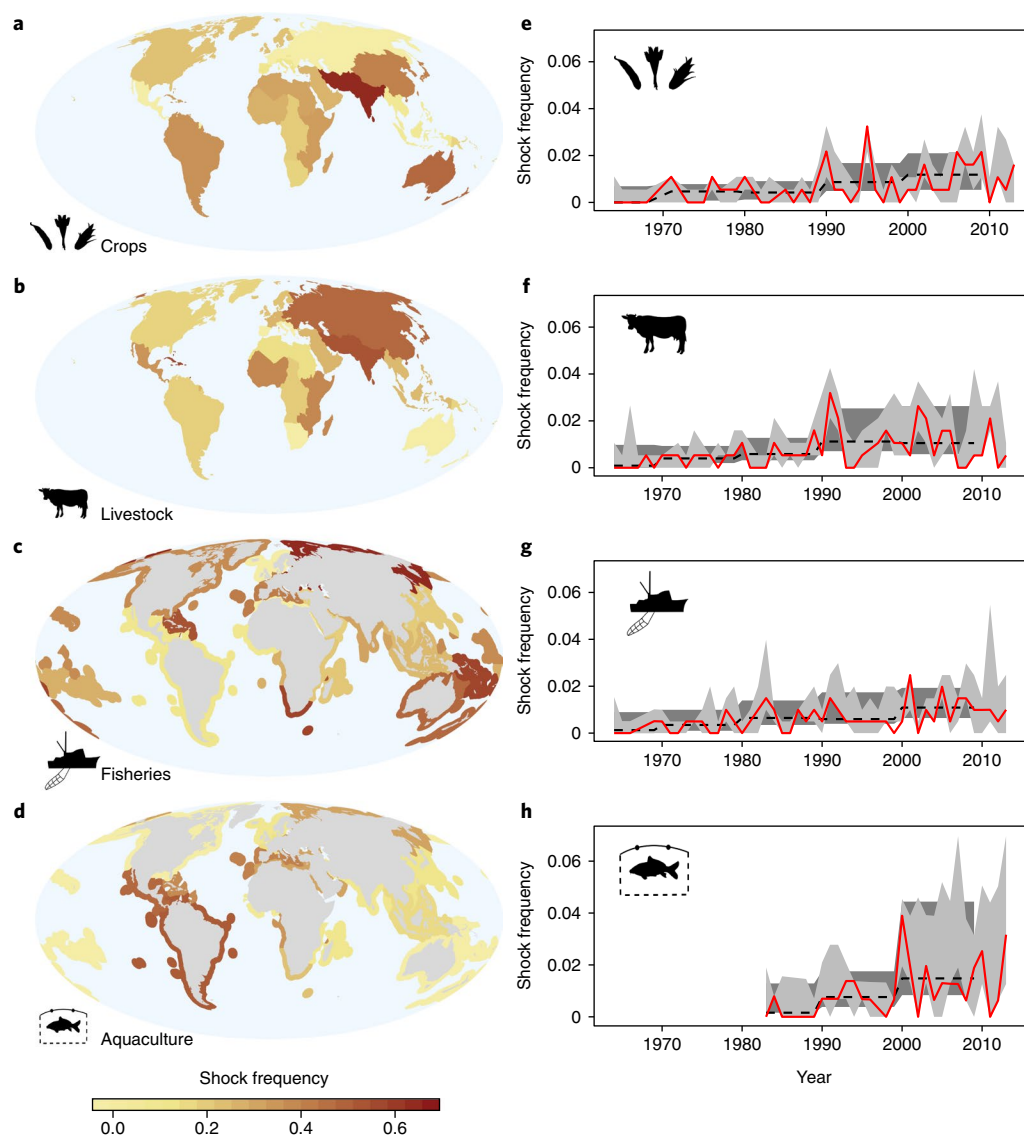 a
Crops
b
Livestock
c
Fisheries
d
Aquaculture
Shock frequency
0.0 0.2 0.4 0.6
e
Shock frequency
0.06
0.04
0.02
0
1970 1980 1990 2000 2010
f
Shock frequency
0.06
0.04
0.02
0
1970 1980 1990 2000 2010
g
Shock frequency
0.06
0.04
0.02
0
1970 1980 1990 2000 2010
h
Shock frequency
0.06
0.04
0.02
0
1970 1980 1990 2000 2010
Year